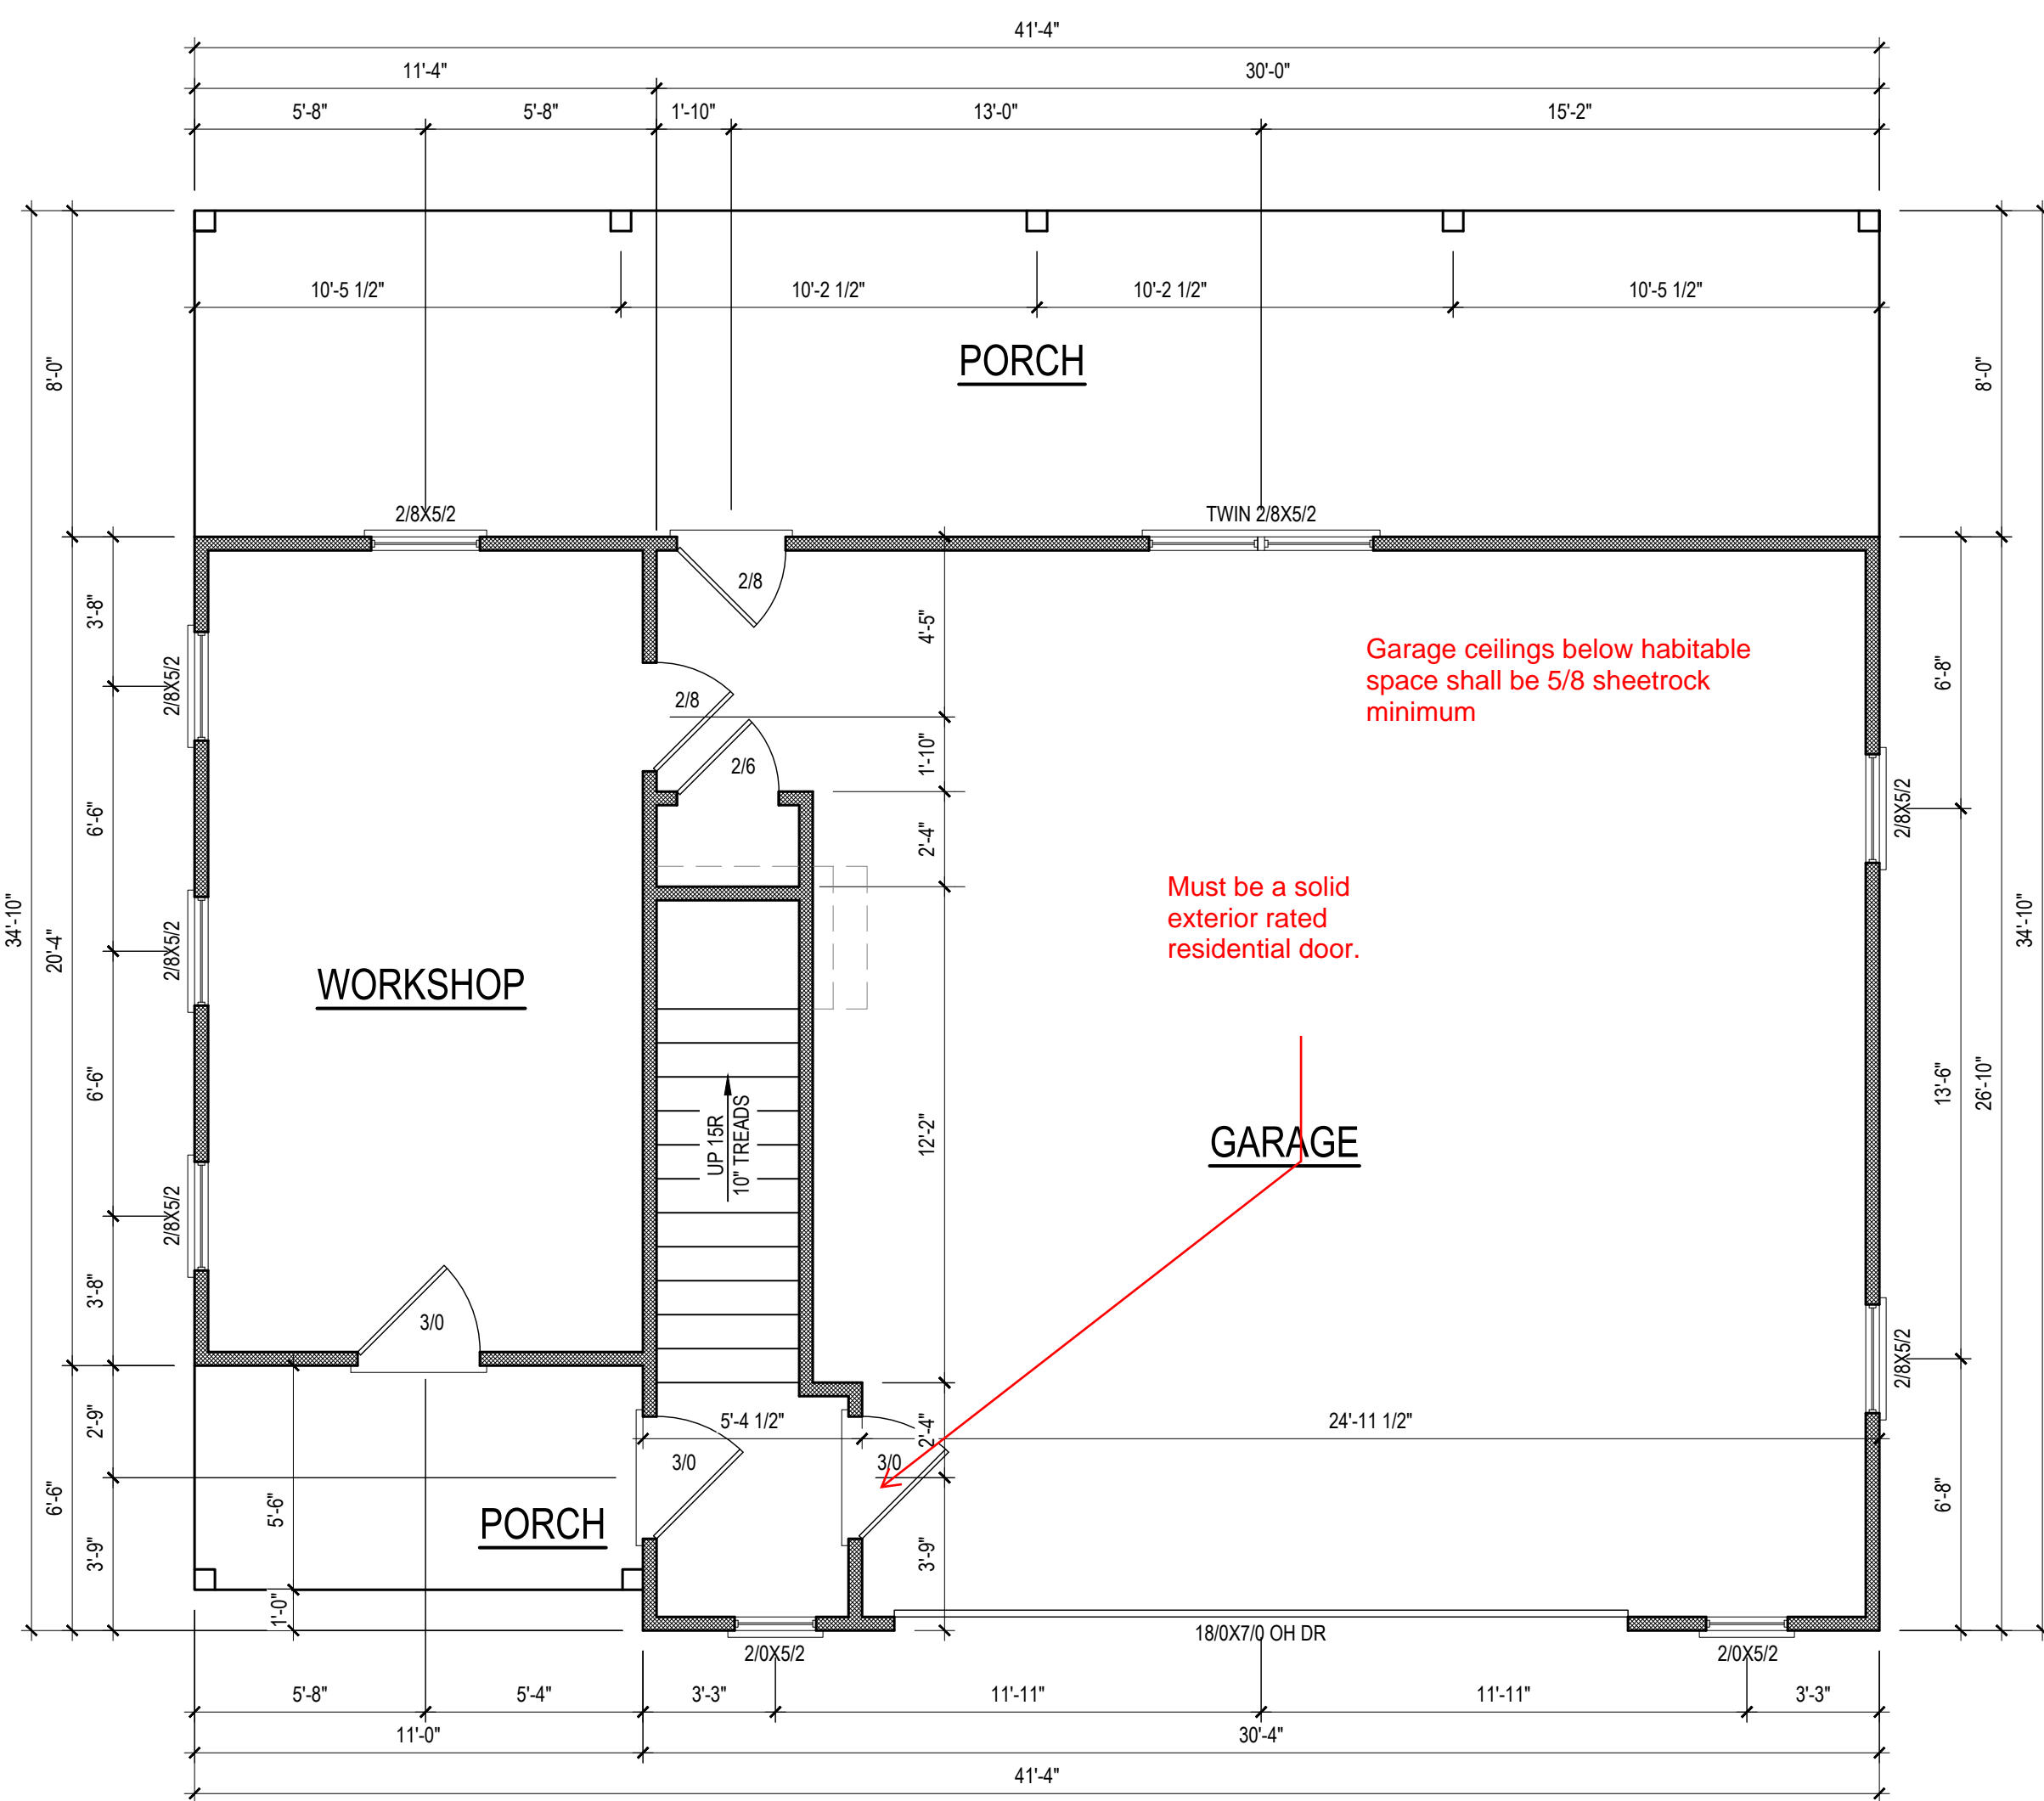 41'-4"
11'-4" 30'-0"
5'-8" 5'-8" 1'-10" 13'-0" 15'-2"
10'-5 1/2" 10'-2 1/2" 10'-2 1/2" 10'-5 1/2"
PORCH
8'-0"
8'-0"
2/8X5/2
TWIN 2/8X5/2
2/8
3'-8"
4'-5"
Garage ceilings below habitable
space shall be 5/8 sheetrock
minimum
6'-8"
2/8X5/2
2/8
2/6
1'-10"
6'-6"
2'-4"
2/8X5/2
Must be a solid
exterior rated
residential door.
34'-10"
20'-4"
2/8X5/2
34'-10"
WORKSHOP
6'-6"
UP 15R
10" TREADS
12'-2"
GARAGE
13'-6"
26'-10"
2/8X5/2
3'-8"
3/0
2/8X5/2
2'-9"
5'-4 1/2"
2'-4"
24'-11 1/2"
3/0
3/0
6'-6"
5'-6"
PORCH
6'-8"
3'-9"
3'-9"
1'-0"
18/0X7/0 OH DR
2/0X5/2
2/0X5/2
5'-8" 5'-4" 3'-3" 11'-11" 11'-11" 3'-3"
11'-0" 30'-4"
41'-4"